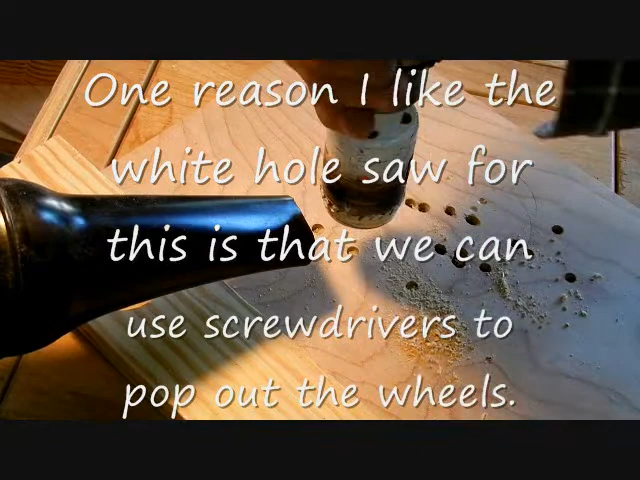 One reason I like the
white hole saw for
this is that we can
use screwdrivers to
pop out the wheels.